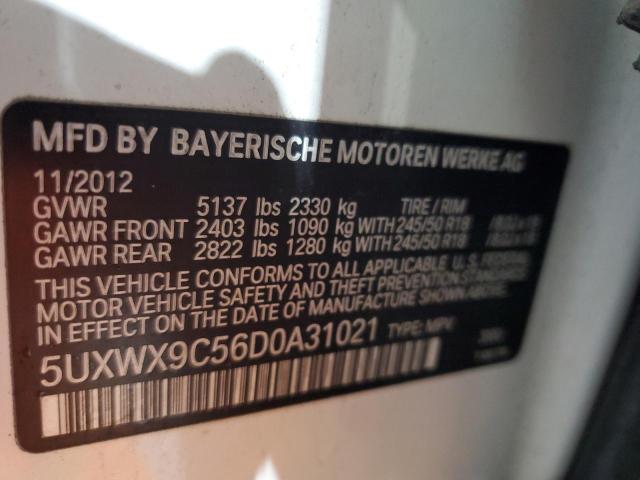 MFD BY BAYERISCHE MOTOREN WERKE AG
11/2012
GVWR 5137 lbs 2330 kg TIRE / RIM
GAWR FRONT 2403 lbs 1090 kg WITH 245/50 R18
GAWR REAR 2822 lbs 1280 kg WITH 245/50 R18
THIS VEHICLE CONFORMS TO ALL APPLICABLE U.S. FEDERAL
MOTOR VEHICLE SAFETY AND THEFT PREVENTION STANDARDS
IN EFFECT ON THE DATE OF MANUFACTURE SHOWN ABOVE.
5UXWX9C56D0A31021 TYPE: MPV